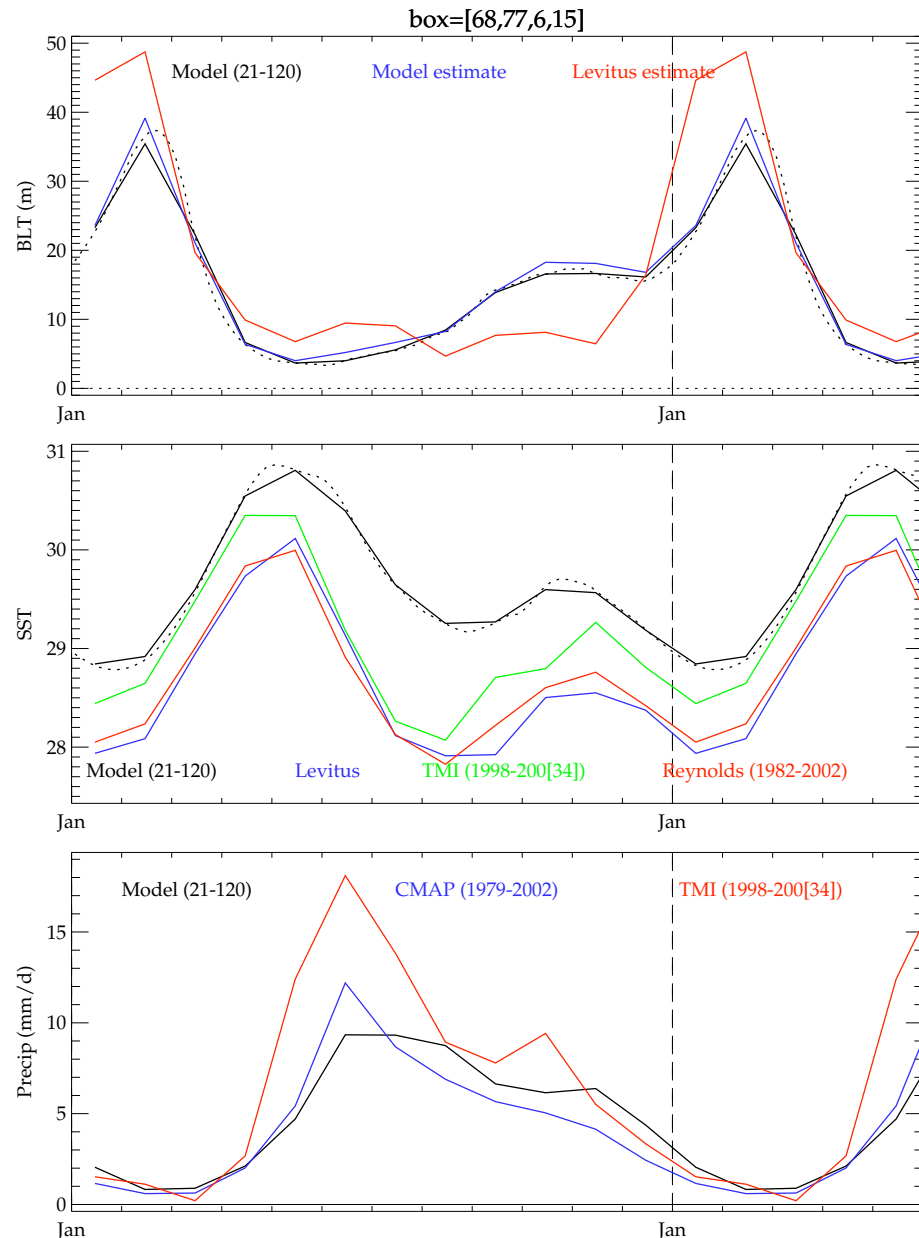 box=[68,77,6,15]
50
Model (21-120) Model estimate Levitus estimate
40
30
BLT (m)
20
10
0
Jan Jan
31
30
SST
29
28
Model (21-120) Levitus TMI (1998-200[34]) Reynolds (1982-2002)
Jan Jan
Model (21-120) CMAP (1979-2002) TMI (1998-200[34])
15
10
Precip (mm/d)
5
0
Jan Jan